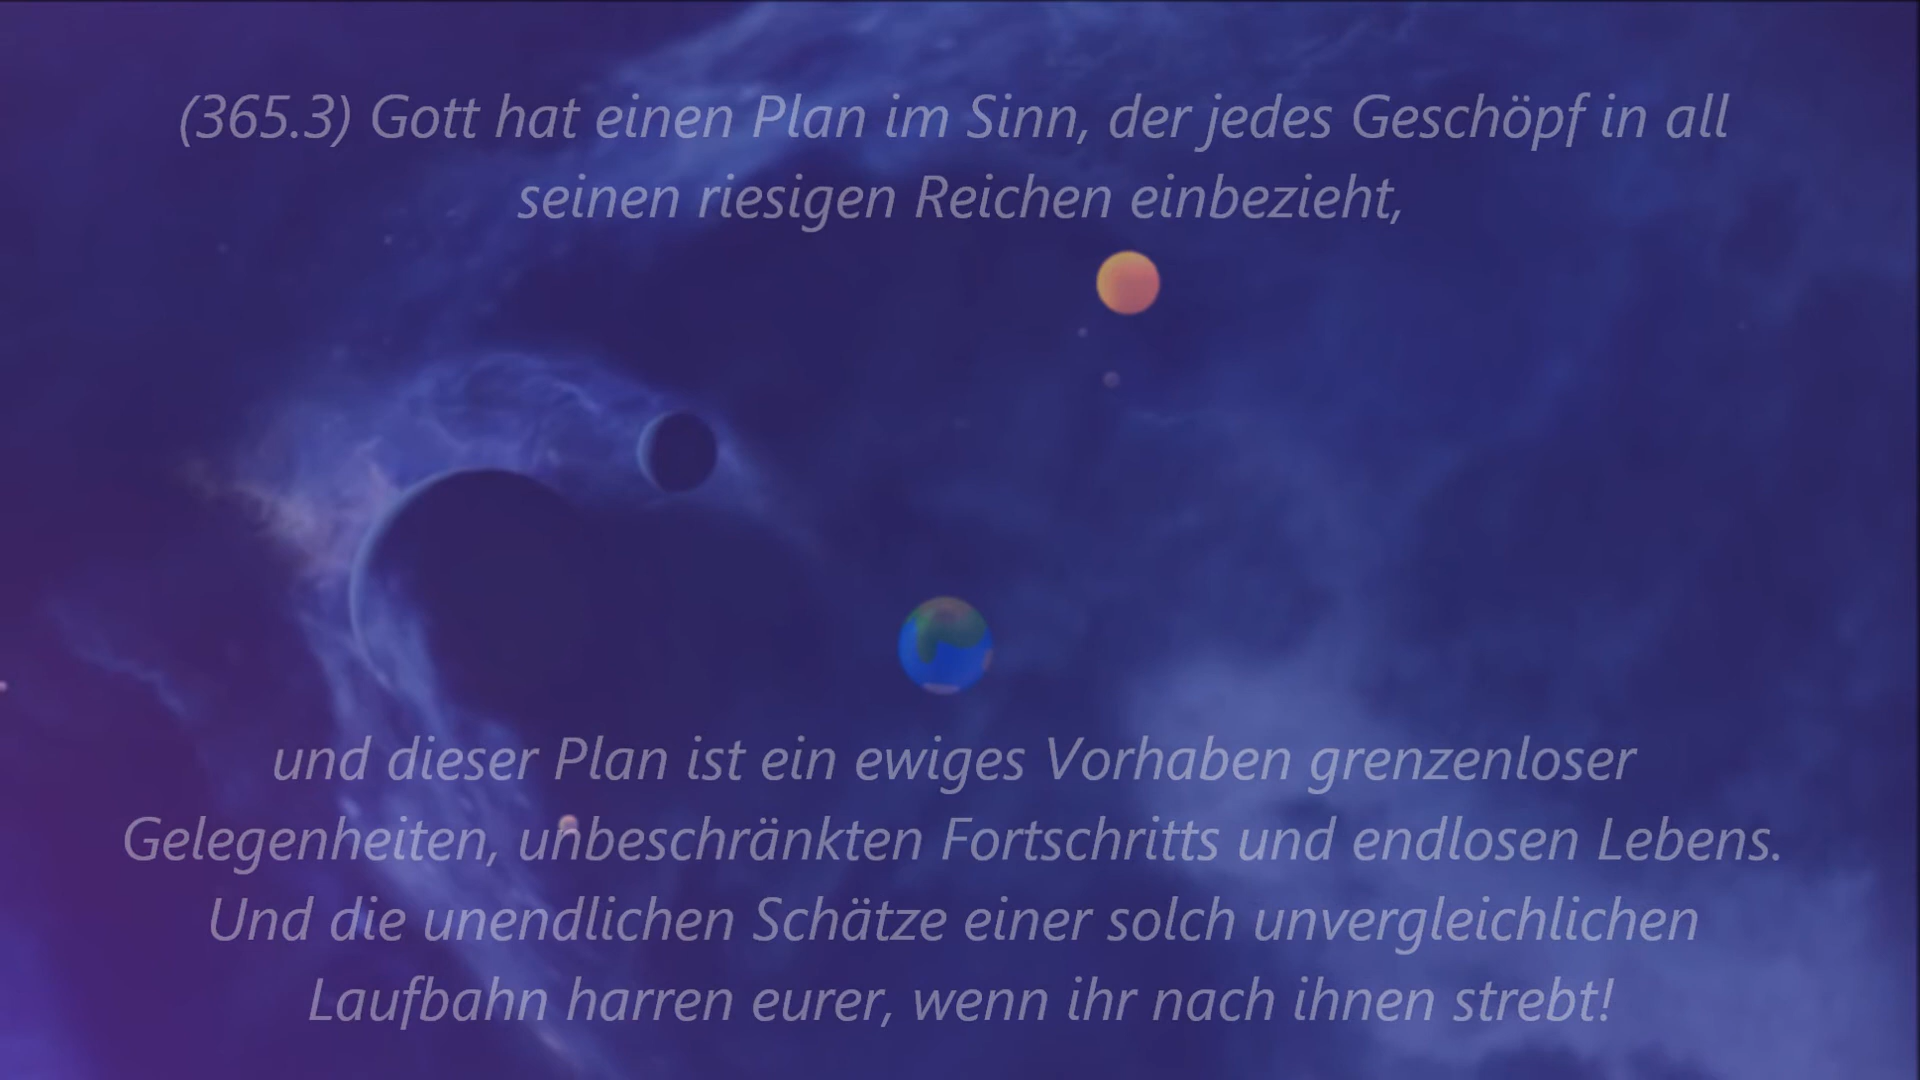 (365.3) Gott hat einen Plan im Sinn, der jedes Geschöpf in all
seinen riesigen Reichen einbezieht,
und dieser Plan ist ein ewiges Vorhaben grenzenloser
Gelegenheiten, unbeschränkten Fortschritts und endlosen Lebens.
Und die unendlichen Schätze einer solch unvergleichlichen
Laufbahn harren eurer, wenn ihr nach ihnen strebt!